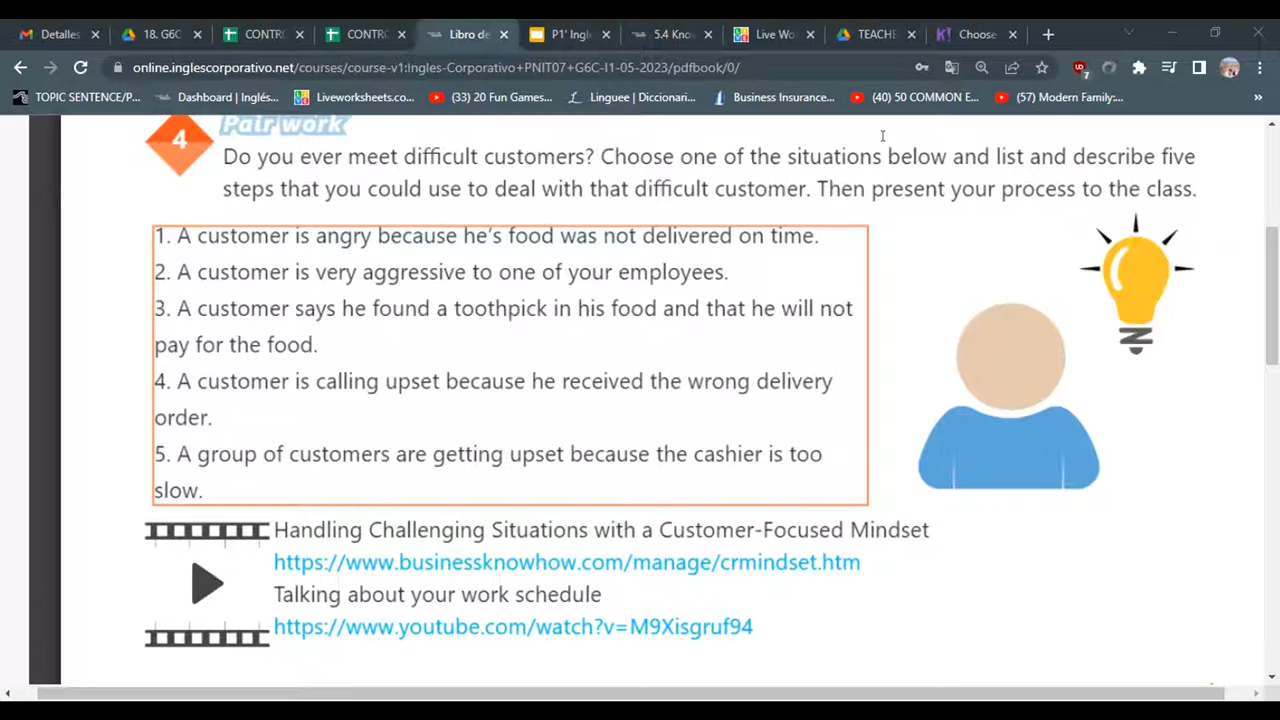 Detalles
18. G6C
CONTR
CONTR
Libro de
P1' Ingl
5.4 Kno
Live Wo
TEACHE
Choose
online.inglescorporativo.net/courses/course-v1:Ingles-Corporativo+PNIT07+G6C-I1-05-2023/pdfbook/0/
TOPIC SENTENCE/P...
Dashboard | Inglés...
Liveworksheets.co...
(33) 20 Fun Games...
Linguee | Diccionari...
Business Insurance...
(40) 50 COMMON E...
(57) Modern Family:...
4 Pair work
Do you ever meet difficult customers? Choose one of the situations below and list and describe five
steps that you could use to deal with that difficult customer. Then present your process to the class.
1. A customer is angry because he's food was not delivered on time.
2. A customer is very aggressive to one of your employees.
3. A customer says he found a toothpick in his food and that he will not
pay for the food.
4. A customer is calling upset because he received the wrong delivery
order.
5. A group of customers are getting upset because the cashier is too
slow.
Handling Challenging Situations with a Customer-Focused Mindset
https://www.businessknowhow.com/manage/crmindset.htm
Talking about your work schedule
https://www.youtube.com/watch?v=M9Xisgruf94